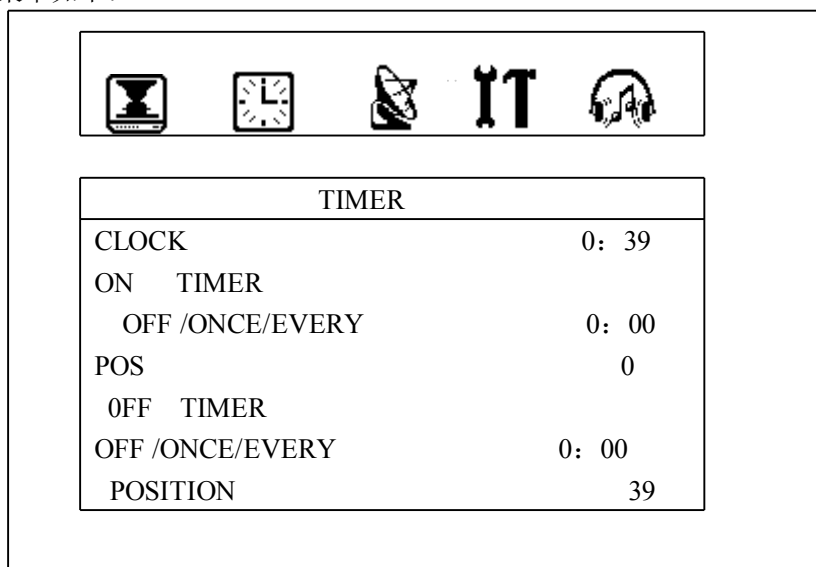 TIMER
CLOCK 0：39
ON TIMER
OFF /ONCE/EVERY 0：00
POS 0
0FF TIMER
OFF /ONCE/EVERY 0：00
POSITION 39